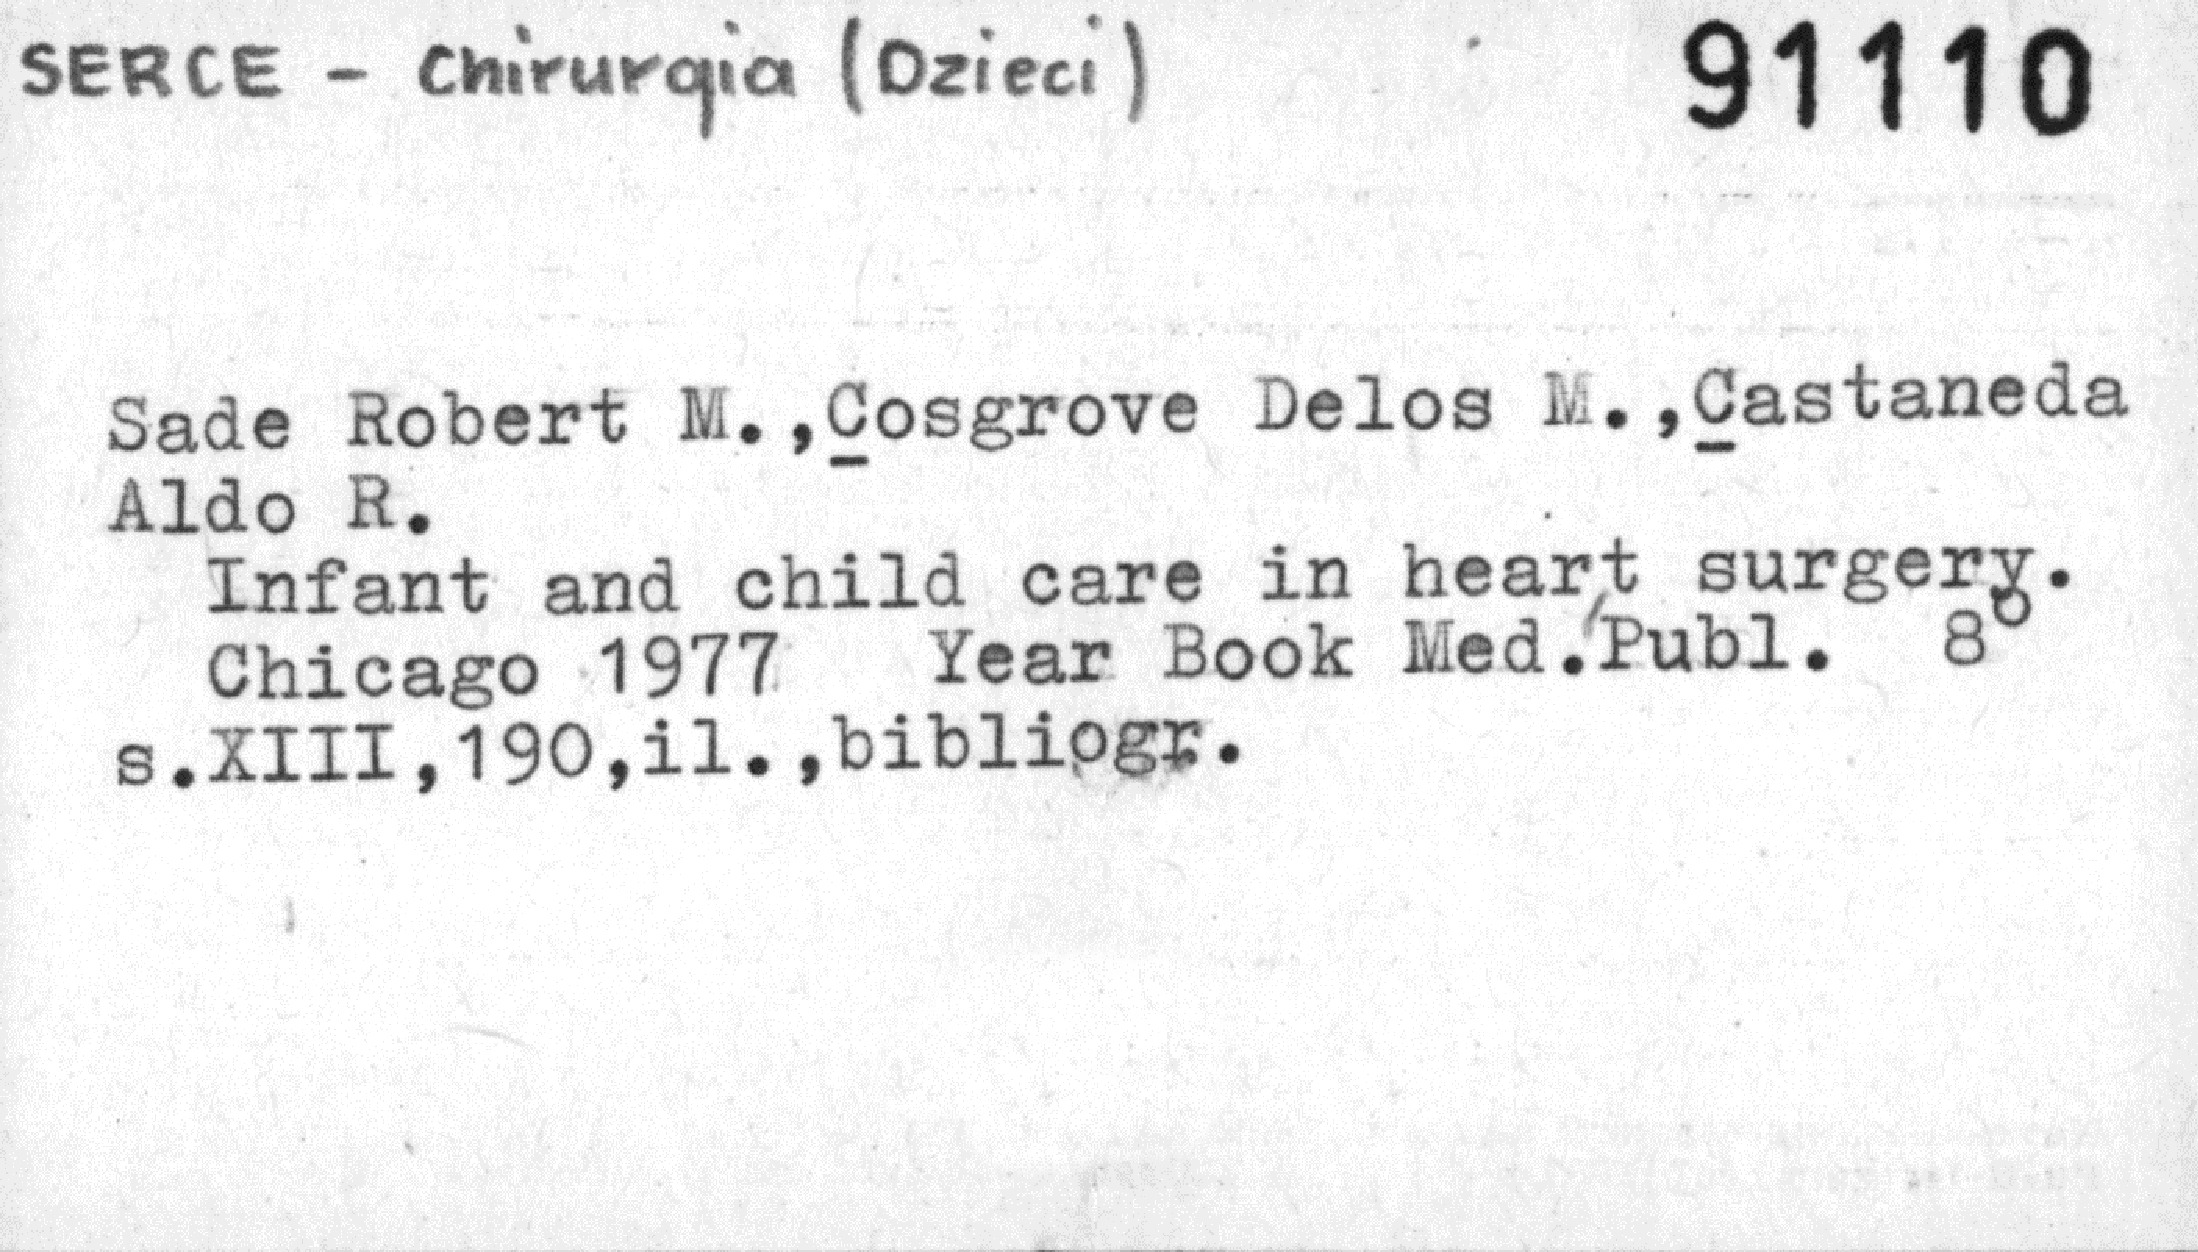 SERCE - Chirurgia (Dzieci) 91110
Sade Robert M.,Cosgrove Delos M.,Castaneda
Aldo R.
Infant and child care in heart surgery.
Chicago 1977 Year Book Med./Publ. 8º
s.XIII,190,il.,bibliogr.